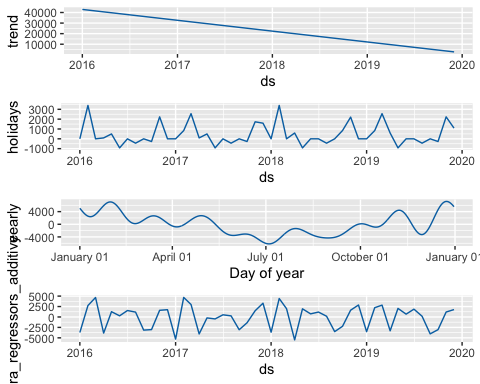 trend
40000
30000
20000
10000
2016 2017 2018 2019 2020
ds
holidays
3000
2000
1000
0
-1000
2016 2017 2018 2019 2020
ds
yearly
4000
0
-4000
January 01 April 01 July 01 October 01 January 01
Day of year
ra_regressors_additive
5000
2500
0
-2500
-5000
2016 2017 2018 2019 2020
ds